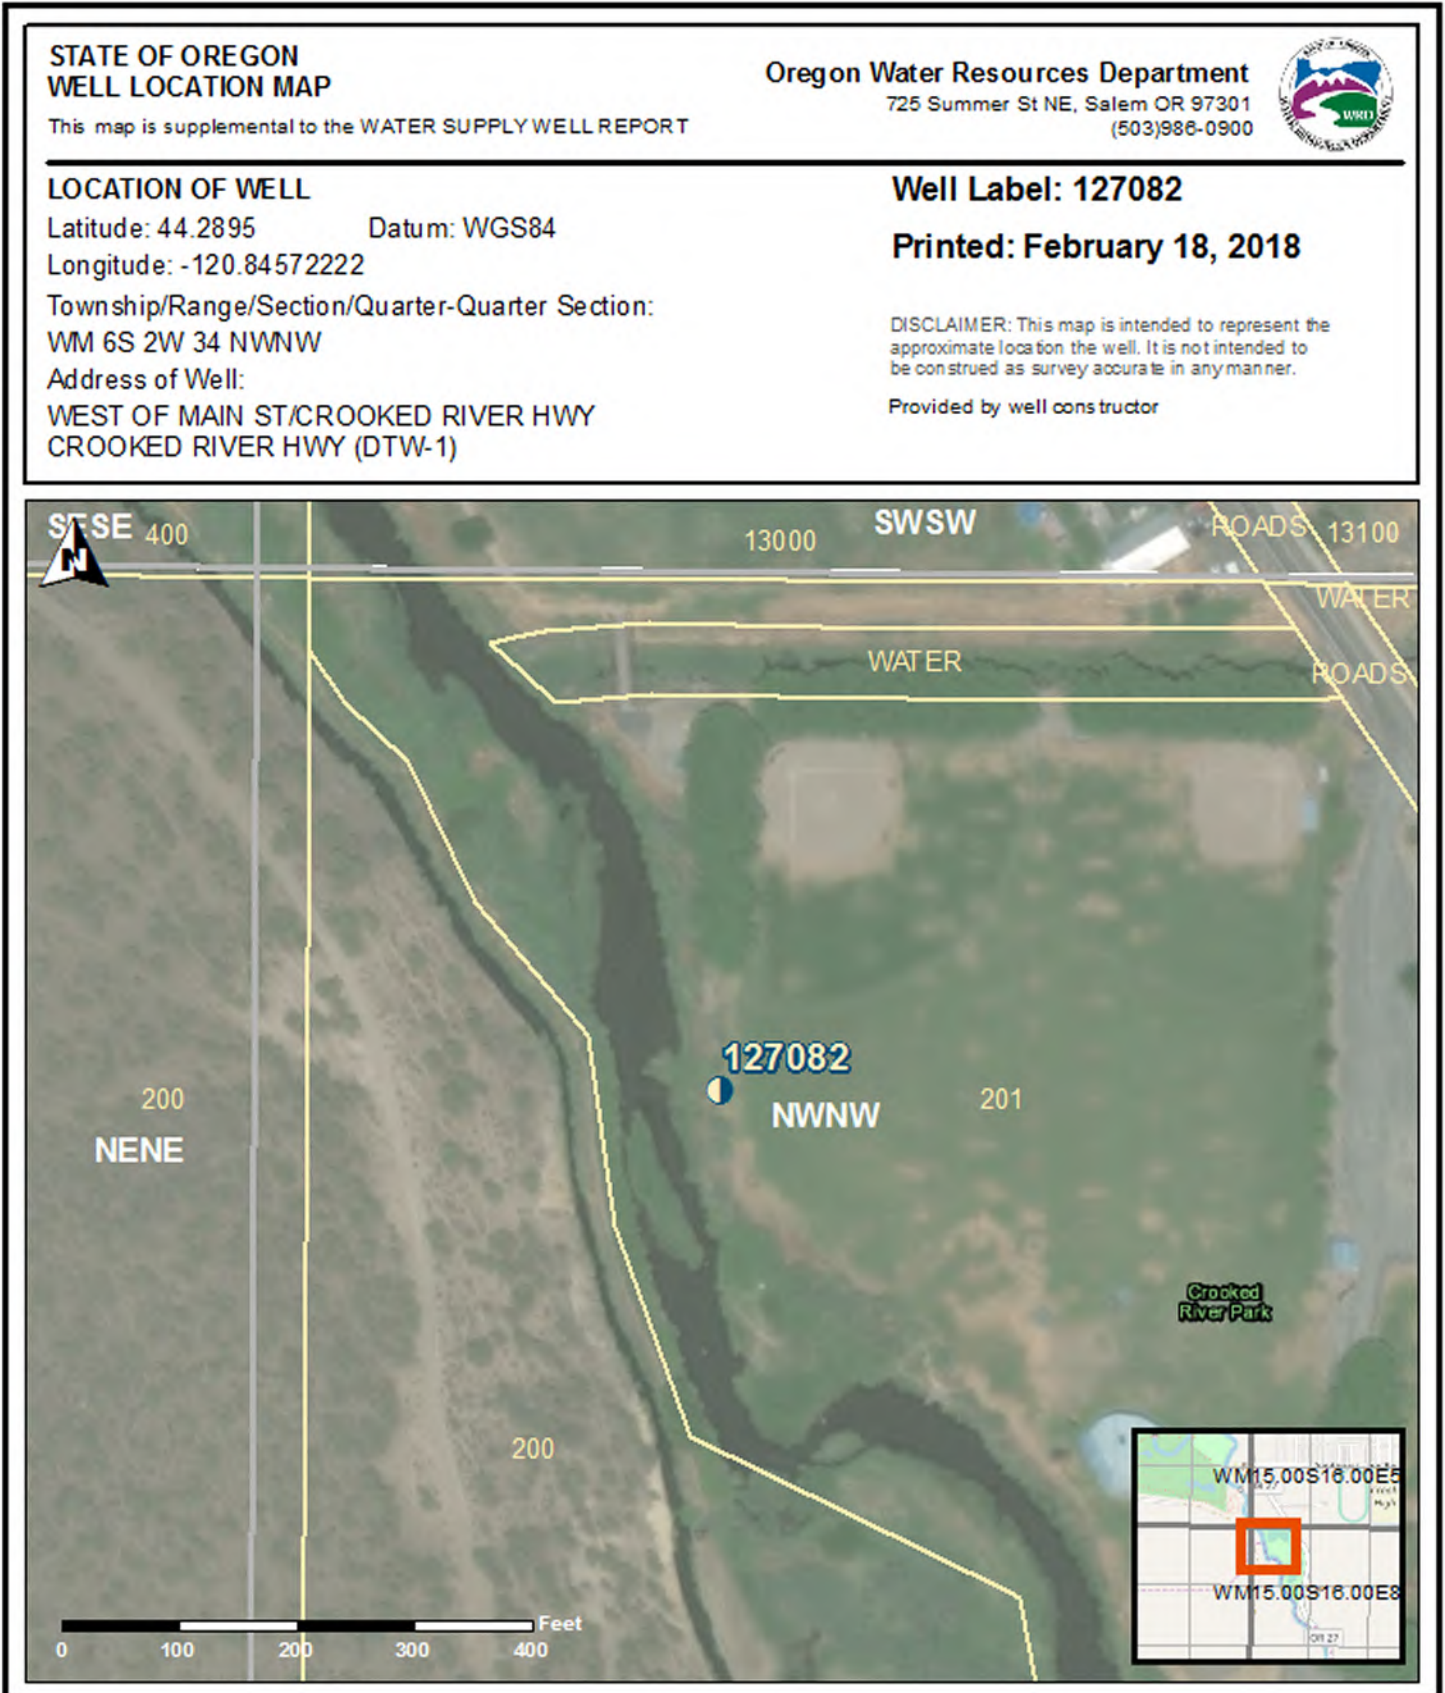 STATE OF OREGON
WELL LOCATION MAP
This map is supplemental to the WATER SUPPLY WELL REPORT
Oregon Water Resources Department
725 Summer St NE, Salem OR 97301
(503)986-0900
WRD
LOCATION OF WELL
Latitude: 44.2895 Datum: WGS84
Longitude: -120.84572222
Township/Range/Section/Quarter-Quarter Section:
WM 6S 2W 34 NWNW
Address of Well:
WEST OF MAIN ST/CROOKED RIVER HWY
CROOKED RIVER HWY (DTW-1)
Well Label: 127082
Printed: February 18, 2018
DISCLAIMER: This map is intended to represent the
approximate location the well. It is not intended to
be construed as survey accurate in any manner.
Provided by well constructor
SESE 400
13000
SWSW
ROADS
13100
N
WATER
WATER
ROADS
127082
NWNW
201
200
NENE
Crooked
River Park
200
Feet
0 100 200 300 400
WM15.00S16.00E5
High
WM15.00S16.00E8
OR 27